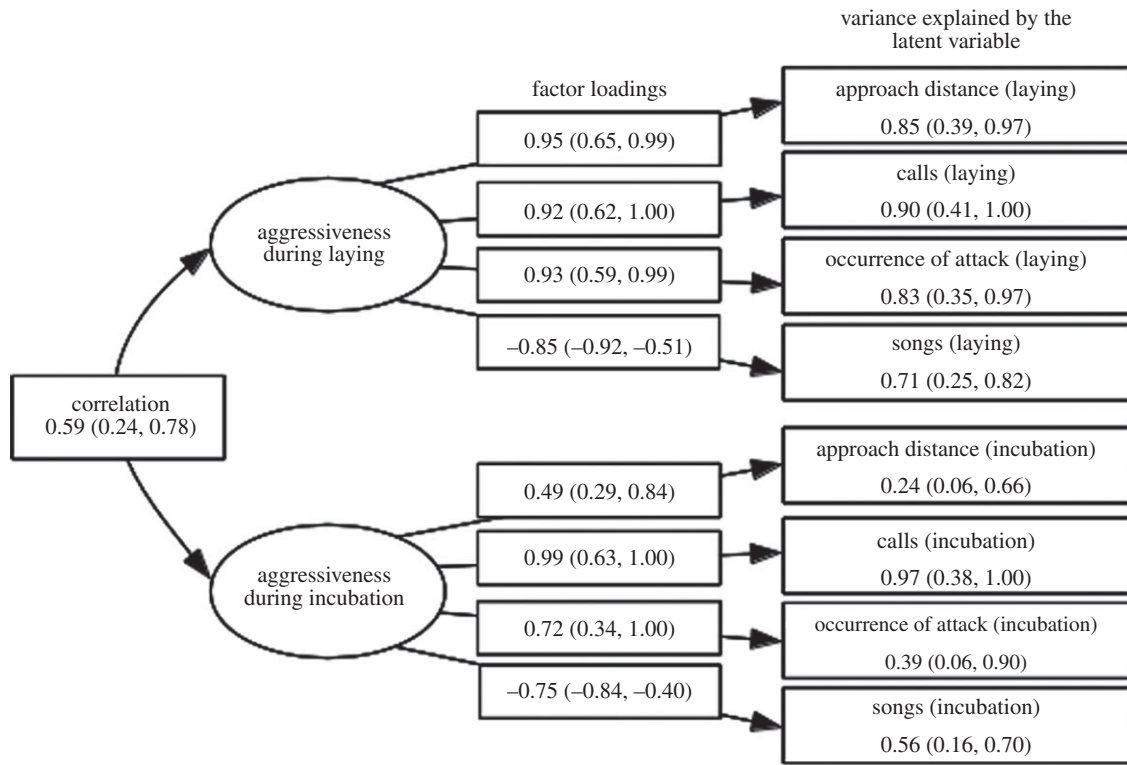 variance explained by the
latent variable
factor loadings
approach distance (laying)
0.85 (0.39, 0.97)
0.95 (0.65, 0.99)
calls (laying)
0.90 (0.41, 1.00)
0.92 (0.62, 1.00)
aggressiveness
during laying
occurrence of attack (laying)
0.83 (0.35, 0.97)
0.93 (0.59, 0.99)
songs (laying)
0.71 (0.25, 0.82)
–0.85 (–0.92, –0.51)
correlation
0.59 (0.24, 0.78)
approach distance (incubation)
0.24 (0.06, 0.66)
0.49 (0.29, 0.84)
calls (incubation)
0.97 (0.38, 1.00)
0.99 (0.63, 1.00)
aggressiveness
during incubation
occurrence of attack (incubation)
0.39 (0.06, 0.90)
0.72 (0.34, 1.00)
songs (incubation)
0.56 (0.16, 0.70)
–0.75 (–0.84, –0.40)